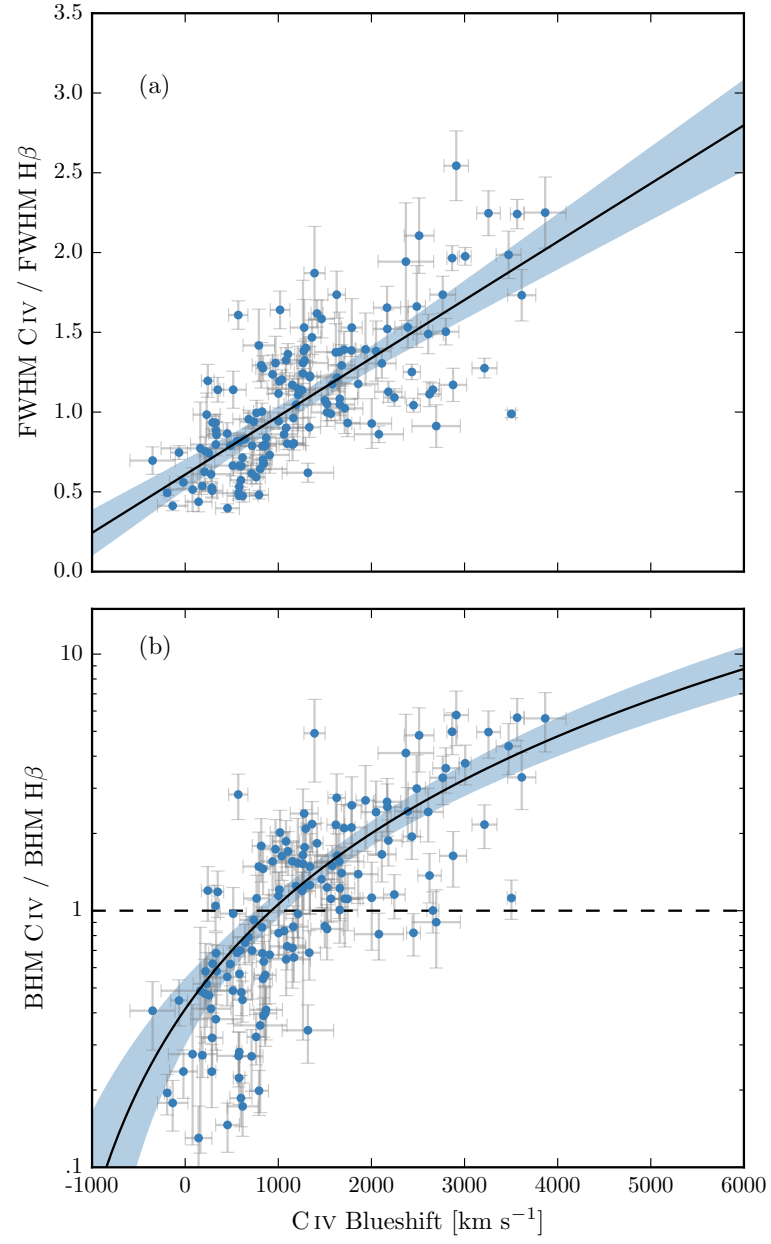 3.5
3.0
2.5
2.0
1.5
1.0
0.5
0.0
FWHM C IV / FWHM Hβ
(a)
10
1
.1
BHM C IV / BHM Hβ
(b)
-1000 0 1000 2000 3000 4000 5000 6000
C IV Blueshift [km s⁻¹]